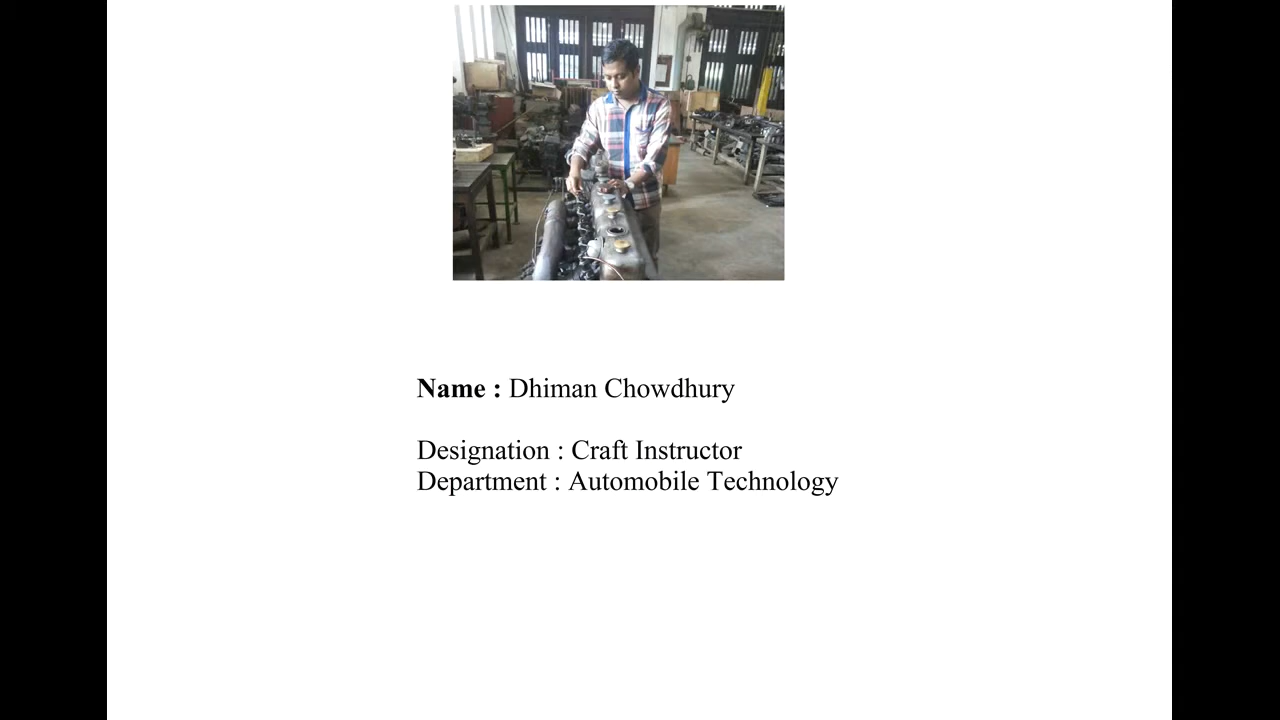 Name : Dhiman Chowdhury
Designation : Craft Instructor
Department : Automobile Technology